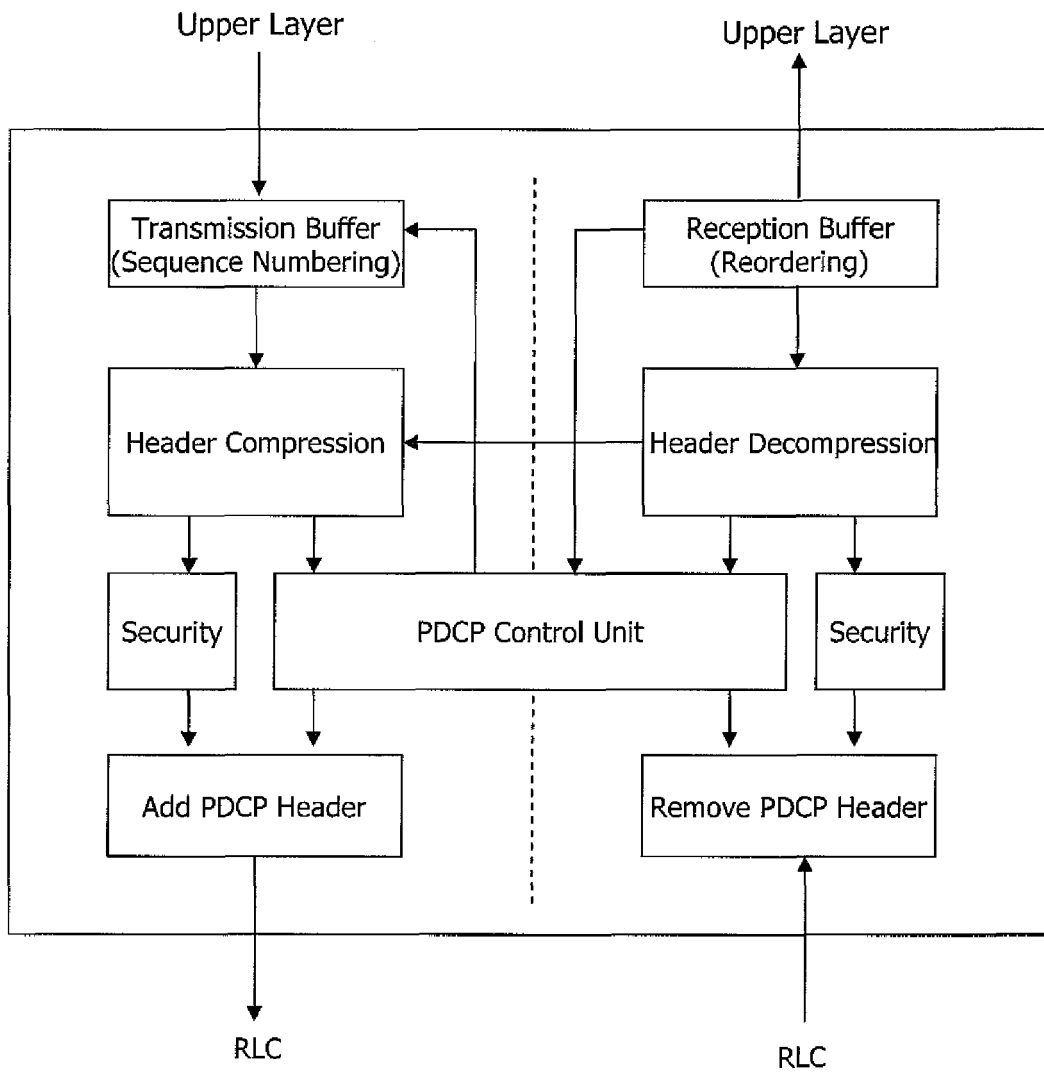 Upper Layer
Upper Layer
Transmission Buffer
(Sequence Numbering)
Reception Buffer
(Reordering)
Header Compression
Header Decompression
Security
PDCP Control Unit
Security
Add PDCP Header
Remove PDCP Header
RLC
RLC